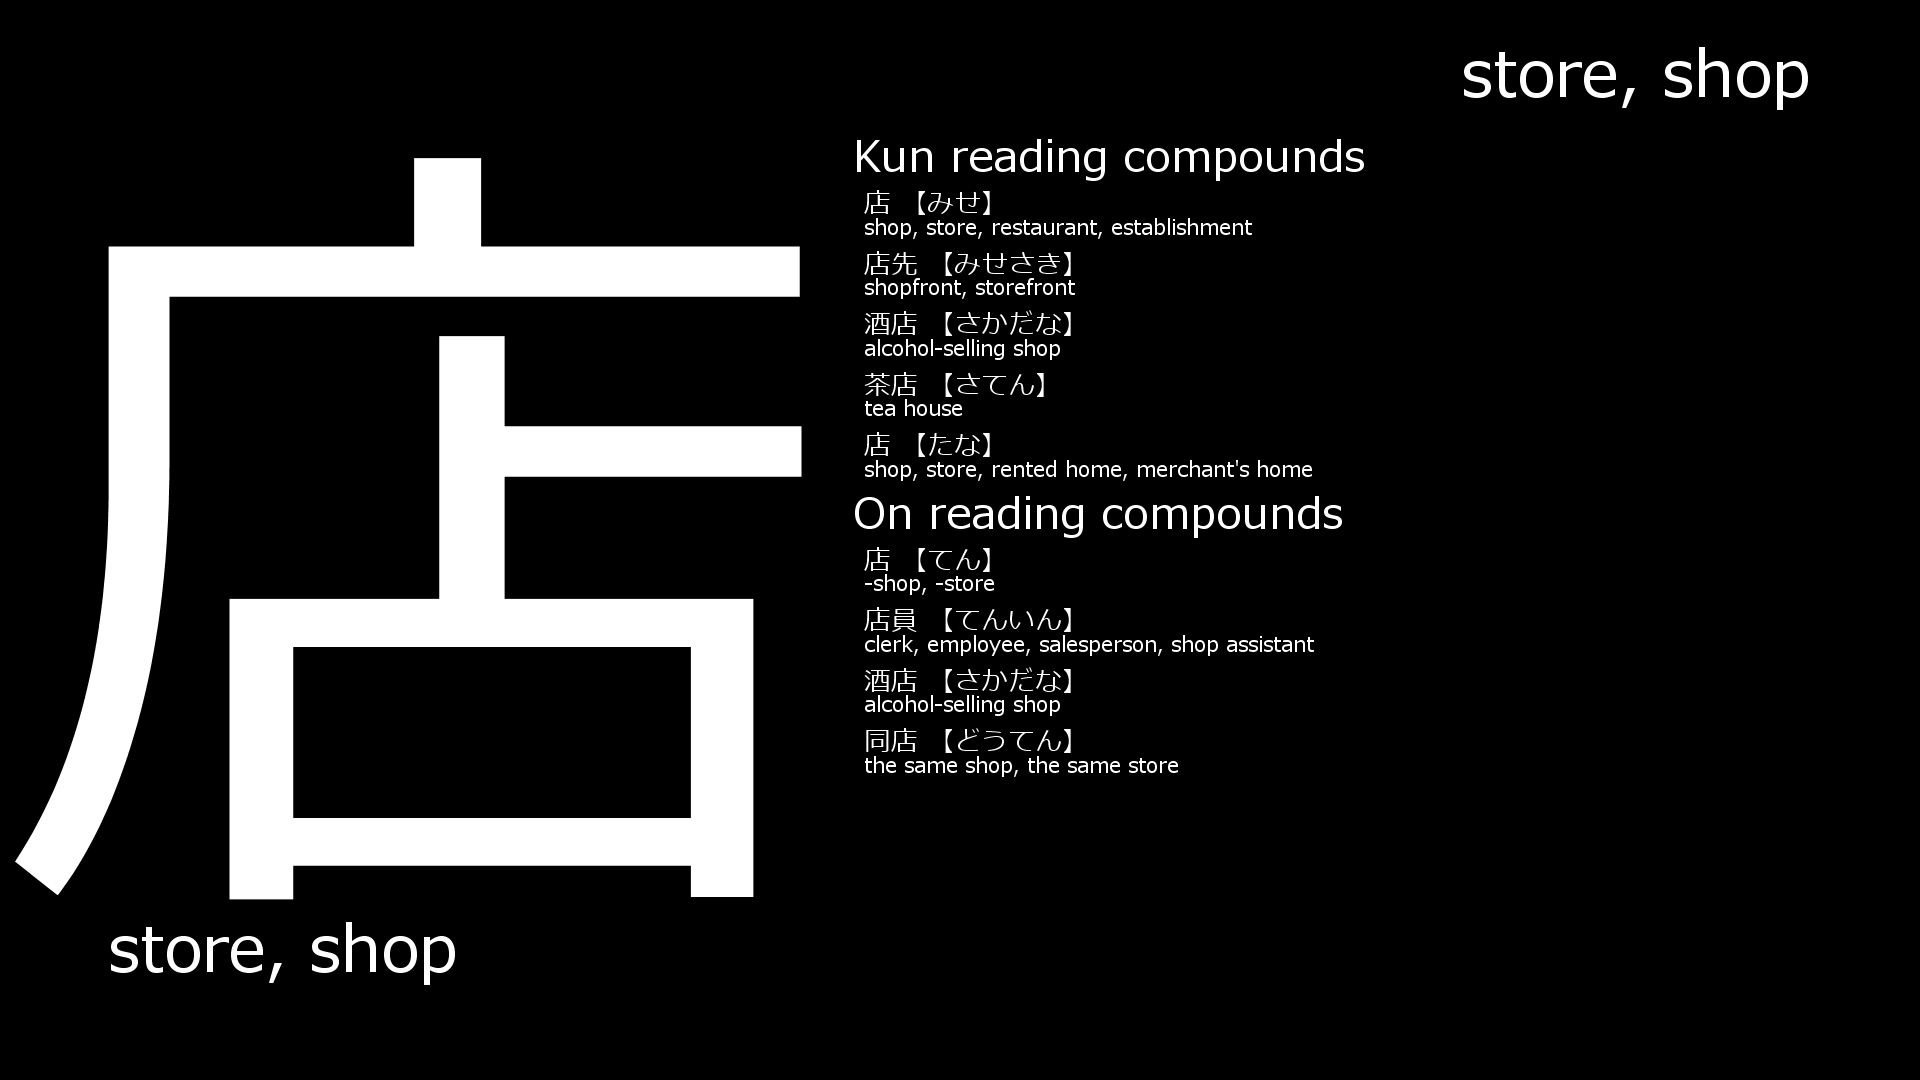 store, shop
店
Kun reading compounds
店 【みせ】
shop, store, restaurant, establishment
店先 【みせさき】
shopfront, storefront
酒店 【さかだな】
alcohol-selling shop
茶店 【さてん】
tea house
店 【たな】
shop, store, rented home, merchant's home
On reading compounds
店 【てん】
-shop, -store
店員 【てんいん】
clerk, employee, salesperson, shop assistant
酒店 【さかだな】
alcohol-selling shop
同店 【どうてん】
the same shop, the same store
store, shop